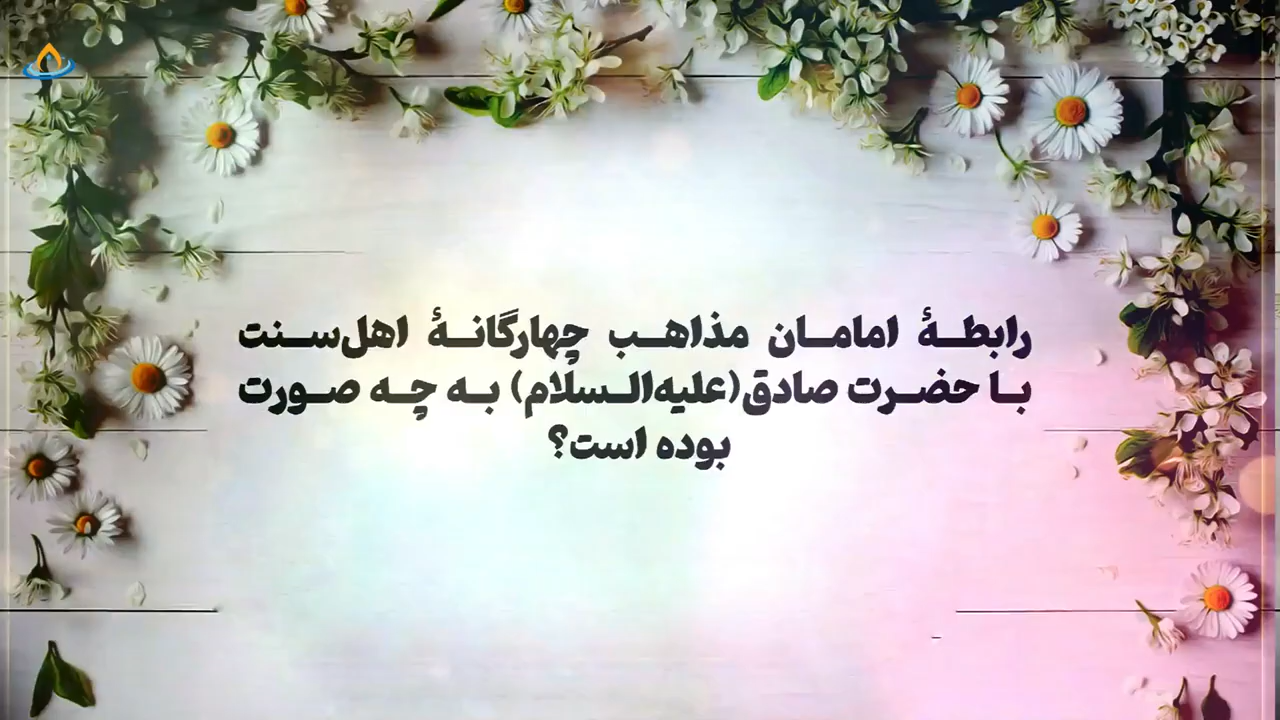 رابطهٔ امامان مذاهب چهارگانهٔ اهل‌سنت
با حضرت صادق(علیه‌السلام) به چه صورت
بوده است؟